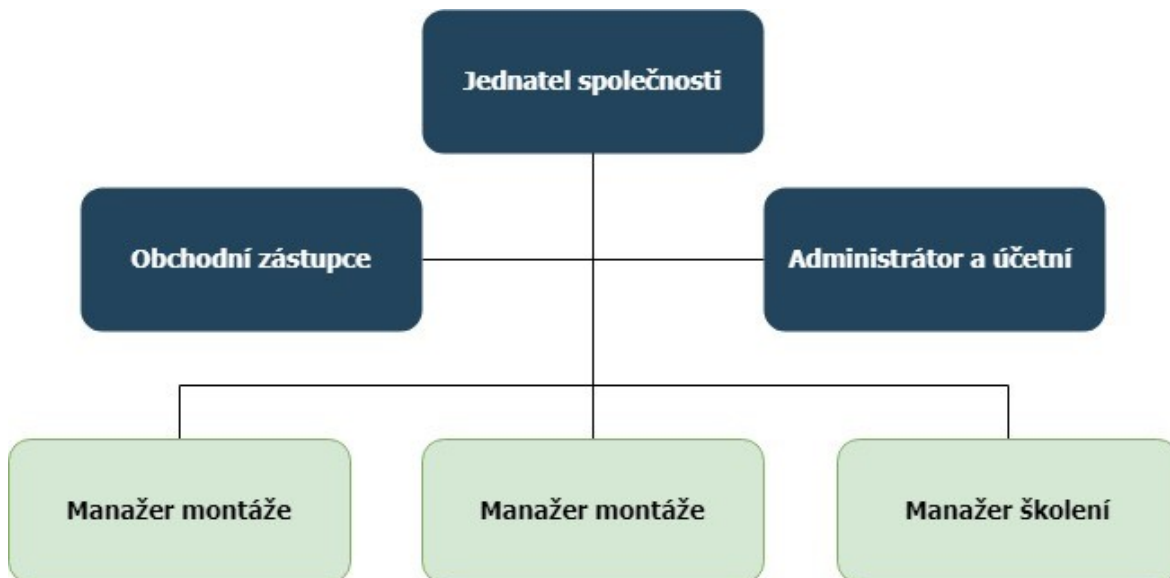 Jednatel společnosti
Obchodní zástupce
Administrátor a účetní
Manažer montáže
Manažer montáže
Manažer školení